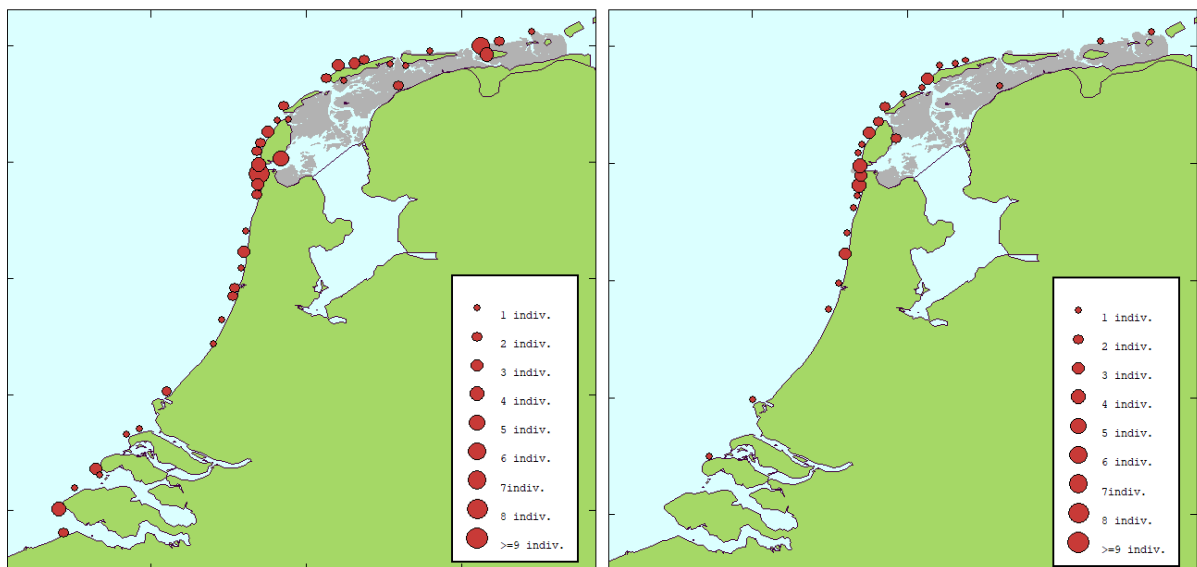 1 indiv.
2 indiv.
3 indiv.
4 indiv.
5 indiv.
6 indiv.
7indiv.
8 indiv.
>=9 indiv.
1 indiv.
2 indiv.
3 indiv.
4 indiv.
5 indiv.
6 indiv.
7indiv.
8 indiv.
>=9 indiv.